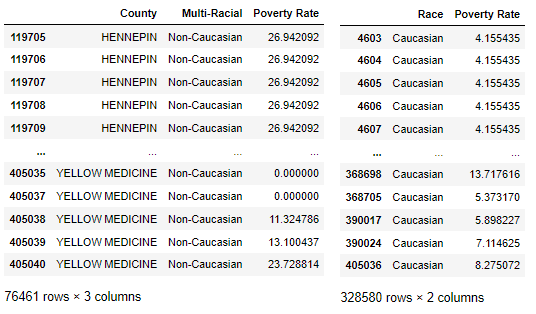 County Multi-Racial Poverty Rate
119705 HENNEPIN Non-Caucasian 26.942092
119706 HENNEPIN Non-Caucasian 26.942092
119707 HENNEPIN Non-Caucasian 26.942092
119708 HENNEPIN Non-Caucasian 26.942092
119709 HENNEPIN Non-Caucasian 26.942092
... ... ... ...
405035 YELLOW MEDICINE Non-Caucasian 0.000000
405037 YELLOW MEDICINE Non-Caucasian 0.000000
405038 YELLOW MEDICINE Non-Caucasian 11.324786
405039 YELLOW MEDICINE Non-Caucasian 13.100437
405040 YELLOW MEDICINE Non-Caucasian 23.728814
76461 rows × 3 columns
Race Poverty Rate
4603 Caucasian 4.155435
4604 Caucasian 4.155435
4605 Caucasian 4.155435
4606 Caucasian 4.155435
4607 Caucasian 4.155435
... ... ...
368698 Caucasian 13.717616
368705 Caucasian 5.373170
390017 Caucasian 5.898227
390024 Caucasian 7.114625
405036 Caucasian 8.275072
328580 rows × 2 columns